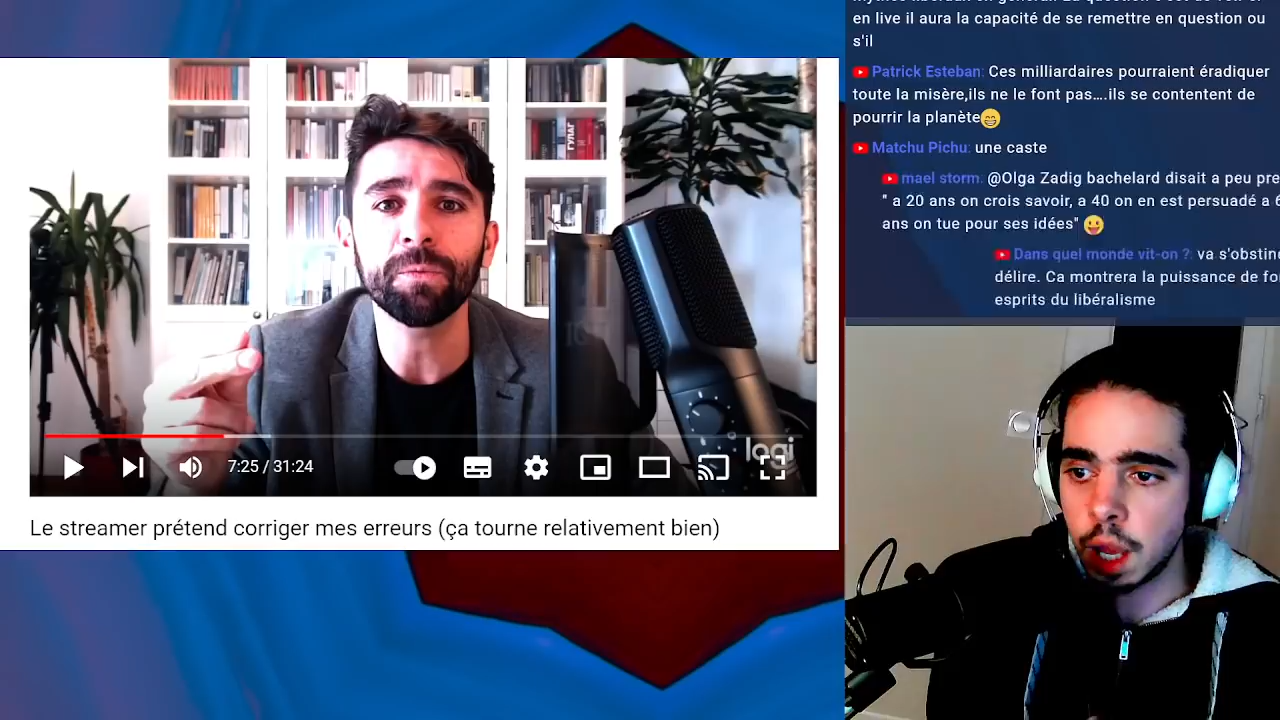 ГУЛАГ
logi
7:25 / 31:24
Le streamer prétend corriger mes erreurs (ça tourne relativement bien)
en live il aura la capacité de se remettre en question ou
s'il
Patrick Esteban: Ces milliardaires pourraient éradiquer
toute la misère,ils ne le font pas....ils se contentent de
pourrir la planète😁
Matchu Pichu: une caste
mael storm: @Olga Zadig bachelard disait a peu pre
" a 20 ans on crois savoir, a 40 on en est persuadé a 6
ans on tue pour ses idées" 😛
Dans quel monde vit-on ?: va s'obstine
délire. Ca montrera la puissance de fo
esprits du libéralisme